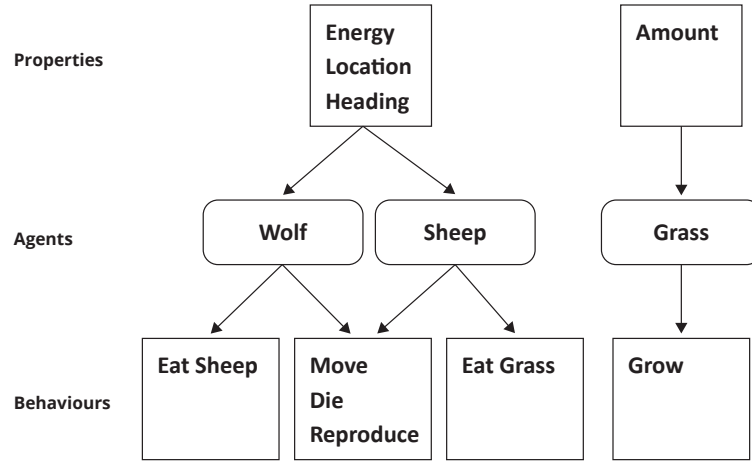 Properties
Energy
Location
Heading
Amount
Agents
Wolf
Sheep
Grass
Behaviours
Eat Sheep
Move
Die
Reproduce
Eat Grass
Grow